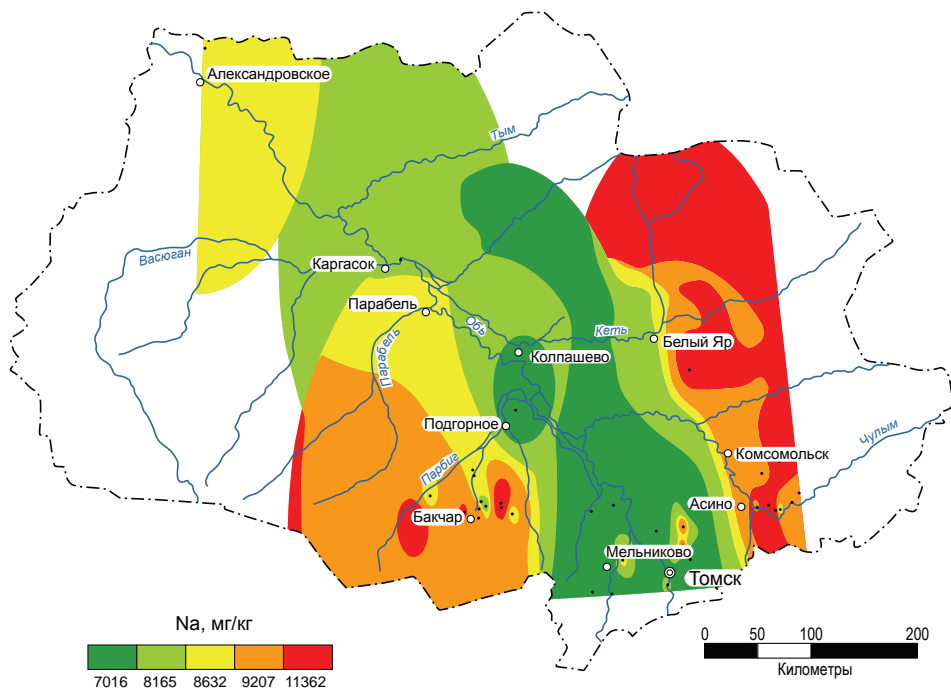 Александровское
Тым
Васюган
Каргасок
Парабель
Обь
Кеть
Белый Яр
Колпашево
Парабель
Подгорное
Чулым
Комсомольск
Парбиг
Бакчар
Асино
Мельниково
Томск
Na, мг/кг
7016 8165 8632 9207 11362
0 50 100 200
Километры